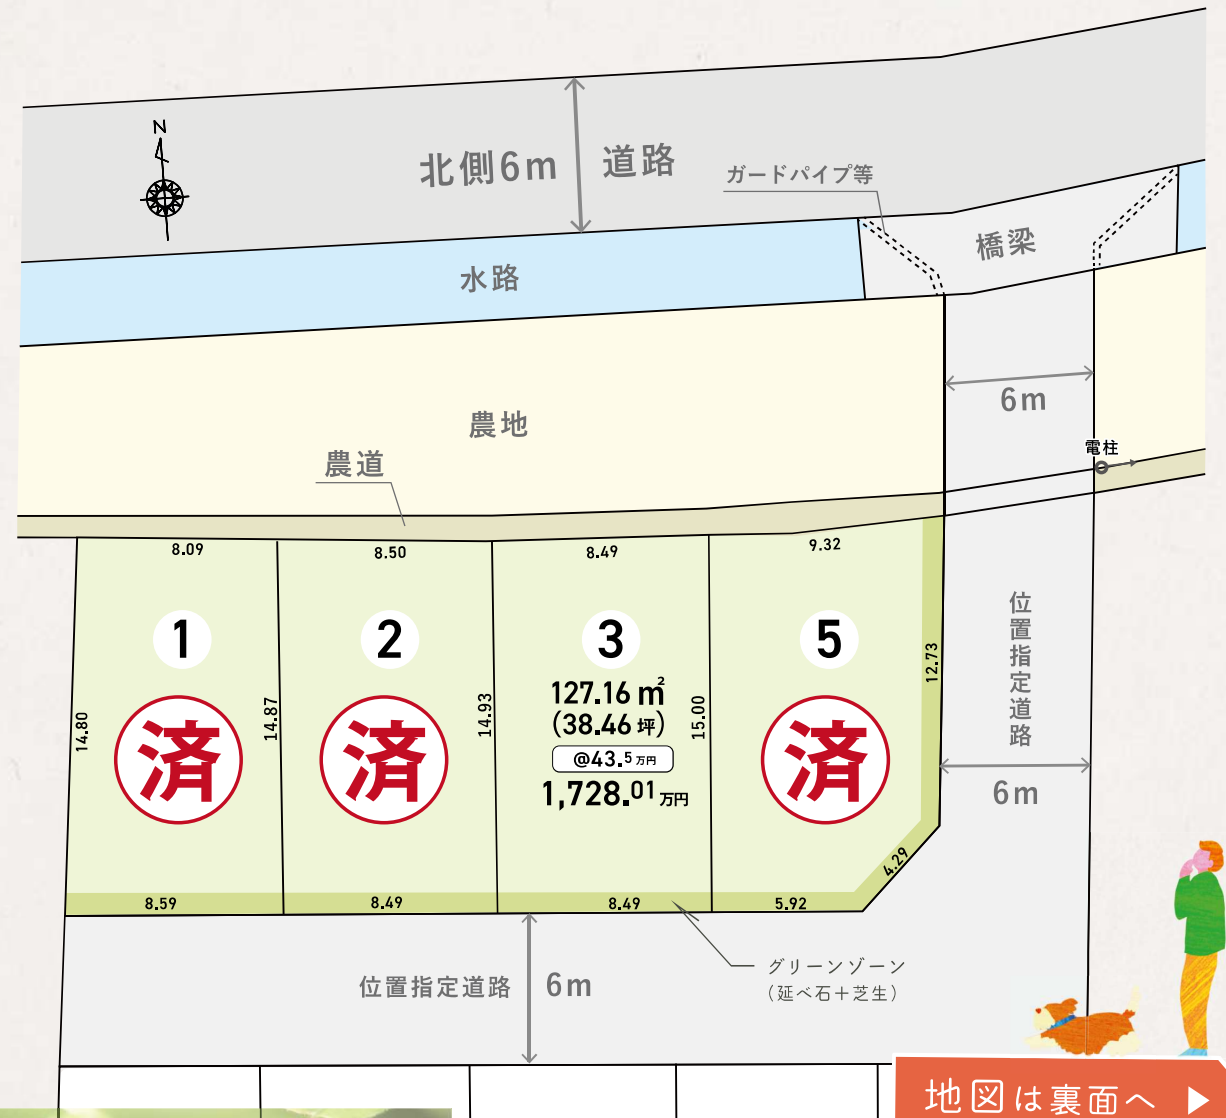 N
北側6m 道路
ガードパイプ等
橋梁
水路
6m
農地
電柱
農道
8.09
8.50
8.49
9.32
1
2
3
5
位置指定道路
127.16㎡
(38.46坪)
@43.5万円
1,728.01万円
済
済
済
14.80
14.87
14.93
15.00
12.73
6m
4.29
8.59
8.49
8.49
5.92
位置指定道路 6m
グリーンゾーン
(延べ石+芝生)
地図は裏面へ ▶